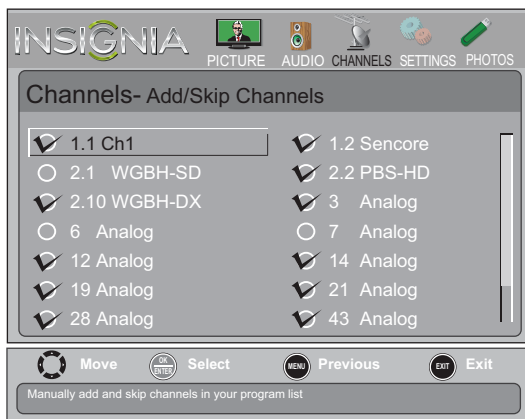 INSIGNIA
PICTURE AUDIO CHANNELS SETTINGS PHOTOS
Channels- Add/Skip Channels
1.1 Ch1 1.2 Sencore
2.1 WGBH-SD 2.2 PBS-HD
2.10 WGBH-DX 3 Analog
6 Analog 7 Analog
12 Analog 14 Analog
19 Analog 21 Analog
28 Analog 43 Analog
Move OK ENTER Select MENU Previous EXIT Exit
Manually add and skip channels in your program list